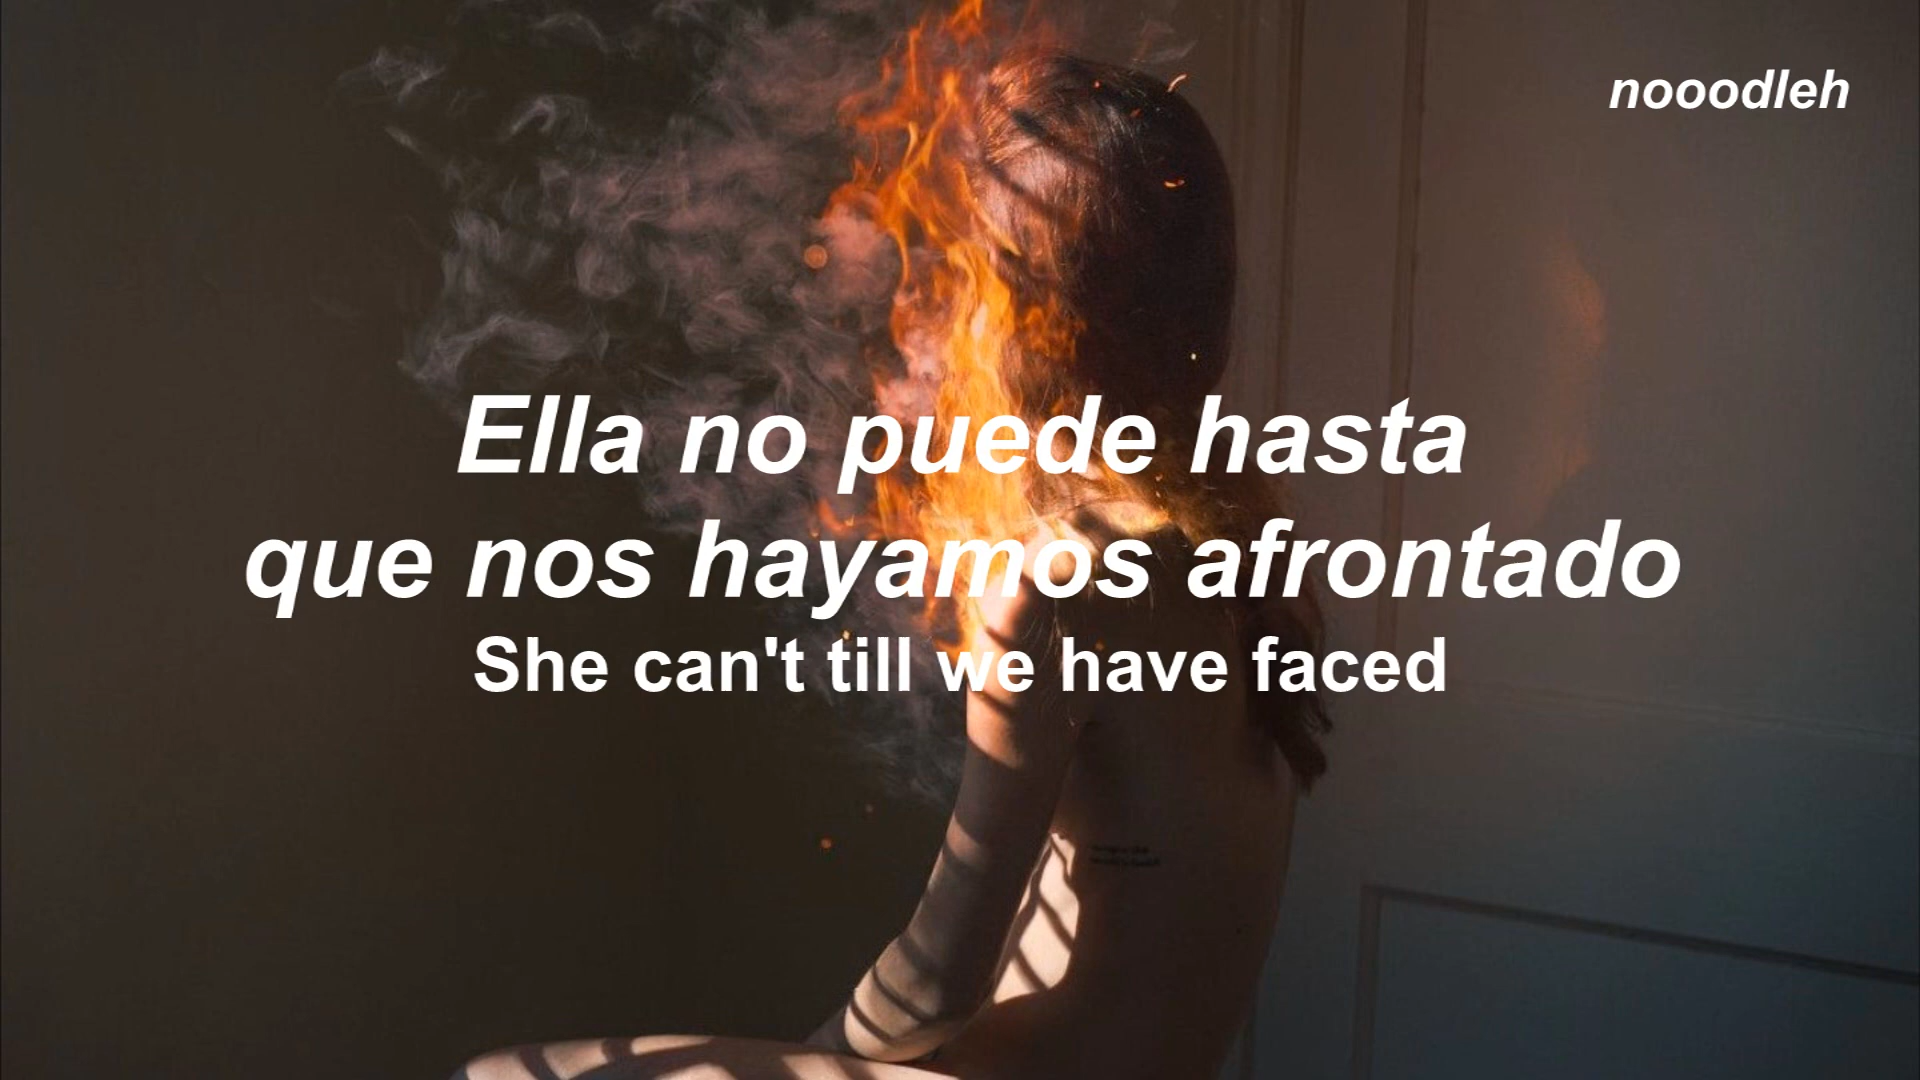 nooodleh
Ella no puede hasta
que nos hayamos afrontado
She can't till we have faced